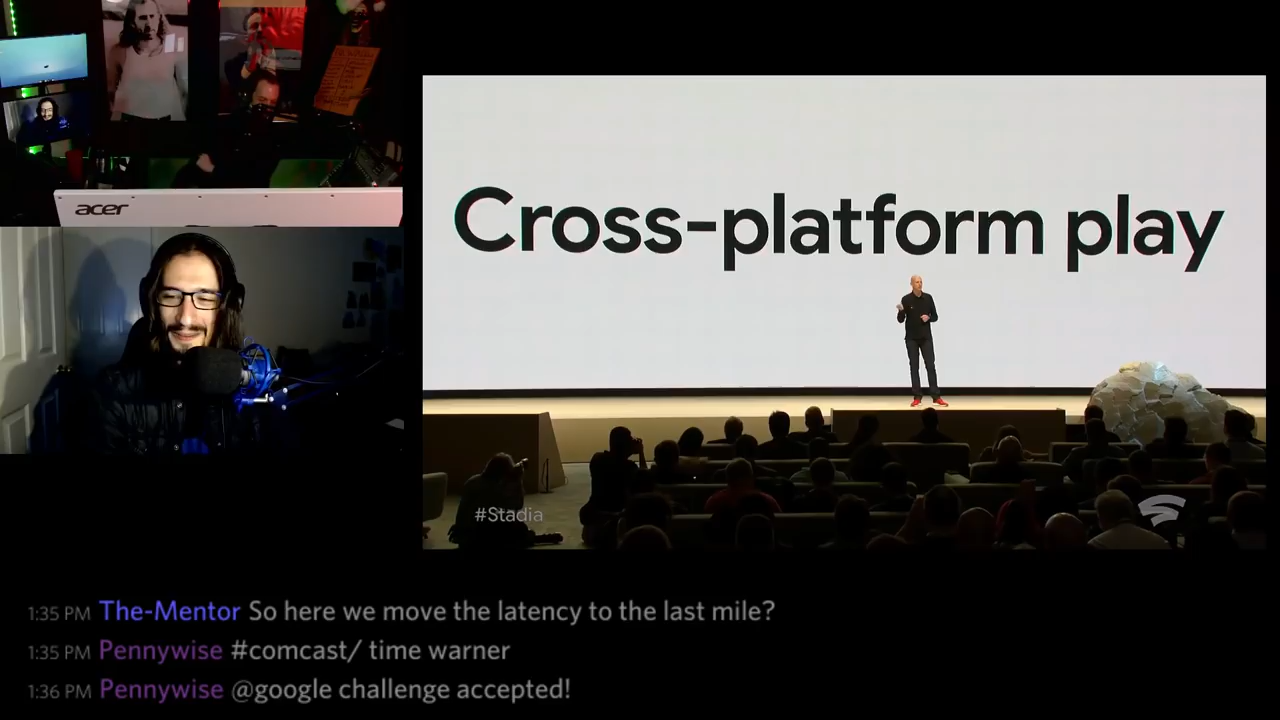 acer
Cross-platform play
#Stadia
1:35 PM The-Mentor So here we move the latency to the last mile?
1:35 PM Pennywise #comcast/ time warner
1:36 PM Pennywise @google challenge accepted!